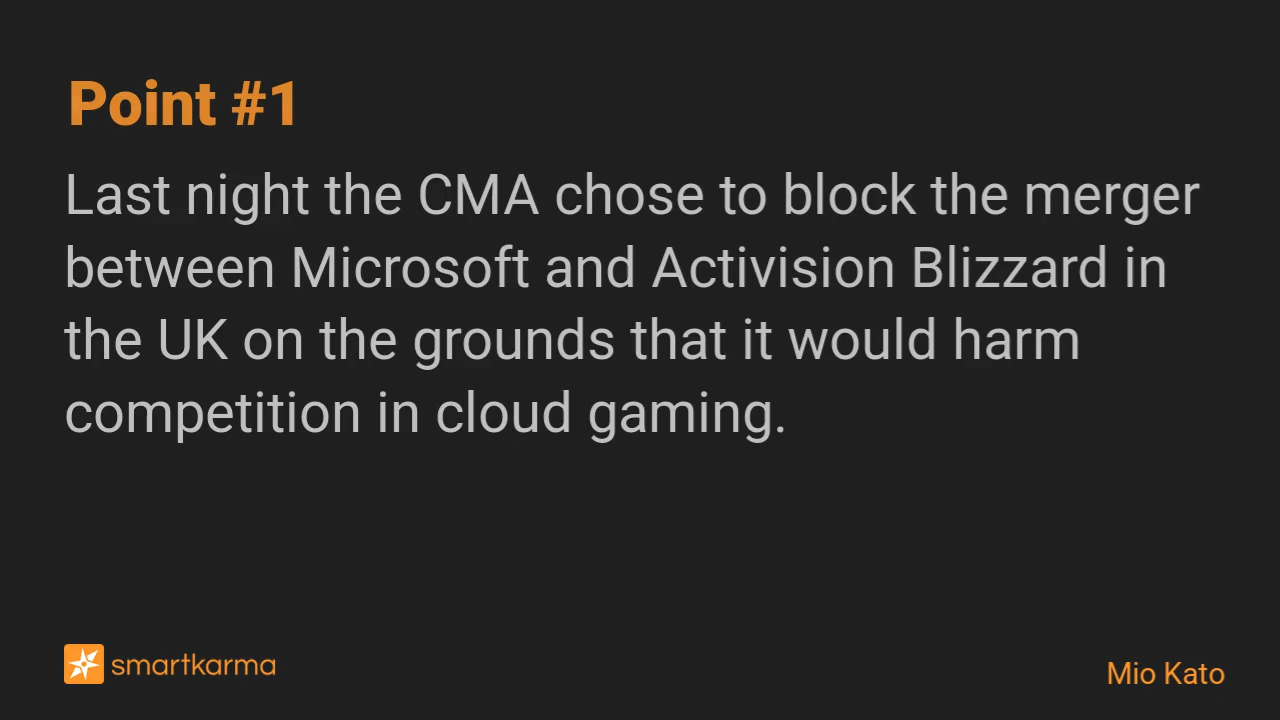 Point #1
Last night the CMA chose to block the merger
between Microsoft and Activision Blizzard in
the UK on the grounds that it would harm
competition in cloud gaming.
smartkarma
Mio Kato